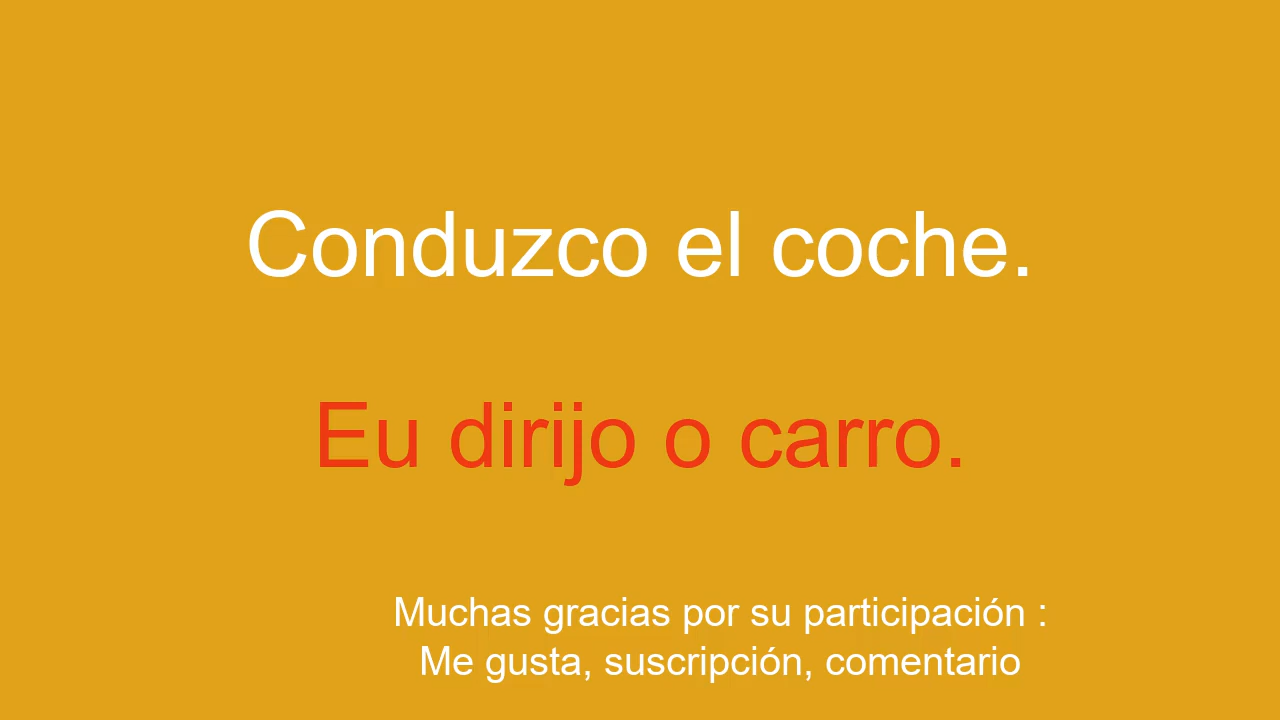 Conduzco el coche.
Eu dirijo o carro.
Muchas gracias por su participación :
Me gusta, suscripción, comentario